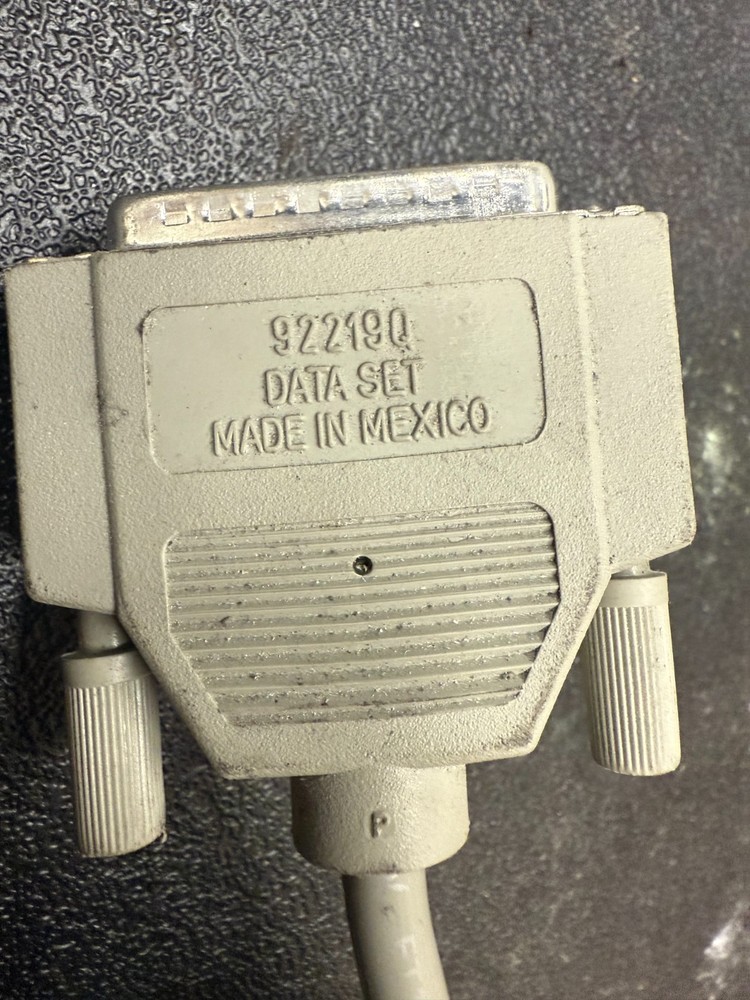 92219Q
DATA SET
MADE IN MEXICO
P